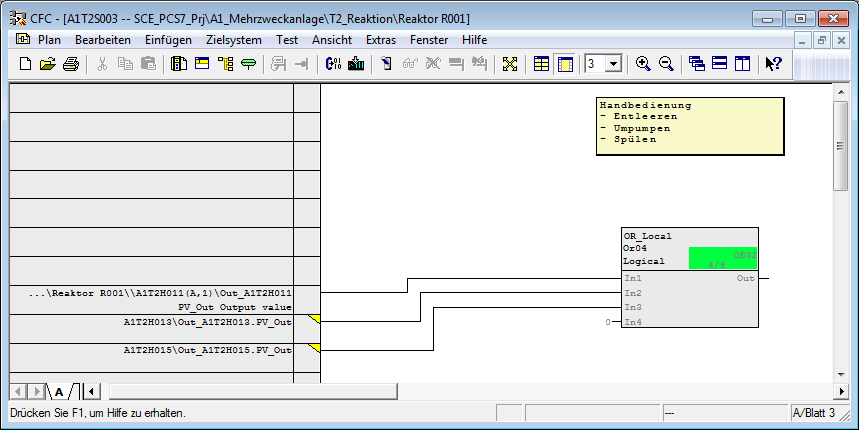 CFC - [A1T2S003 -- SCE_PCS7_Prj\A1_Mehrzweckanlage\T2_Reaktion\Reaktor R001]
Plan Bearbeiten Einfügen Zielsystem Test Ansicht Extras Fenster Hilfe
3
Handbedienung
- Entleeren
- Umpumpen
- Spülen
OR_Local
Or04
Logical
OB32
4/6
...\Reaktor R001\\A1T2H011(A,1)\Out_A1T2H011
PV_Out Output value
A1T2H013\Out_A1T2H013.PV_Out
A1T2H015\Out_A1T2H015.PV_Out
In1 Out
In2
In3
0 In4
A
Drücken Sie F1, um Hilfe zu erhalten.
---
A/Blatt 3